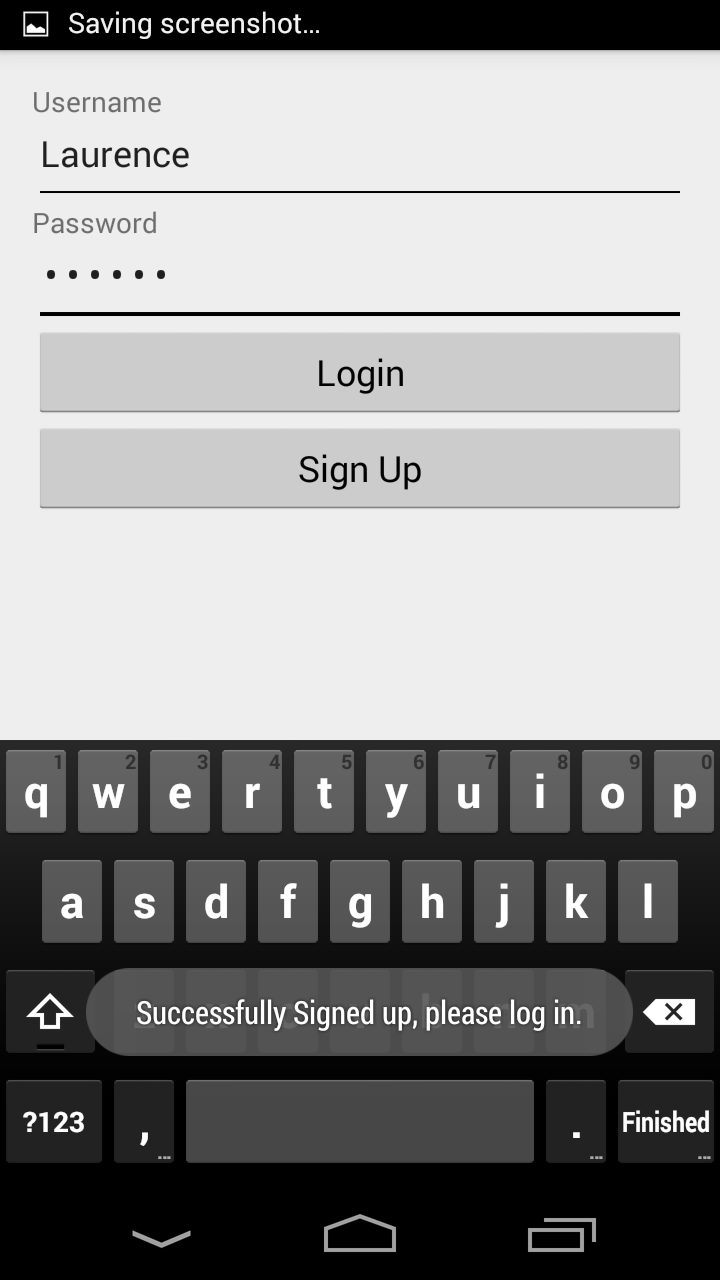 Saving screenshot...
Username
Laurence
Password
••••••
Login
Sign Up
1 2 3 4 5 6 7 8 9 0
q w e r t y u i o p
a s d f g h j k l
Successfully Signed up, please log in.
?123 , . Finished